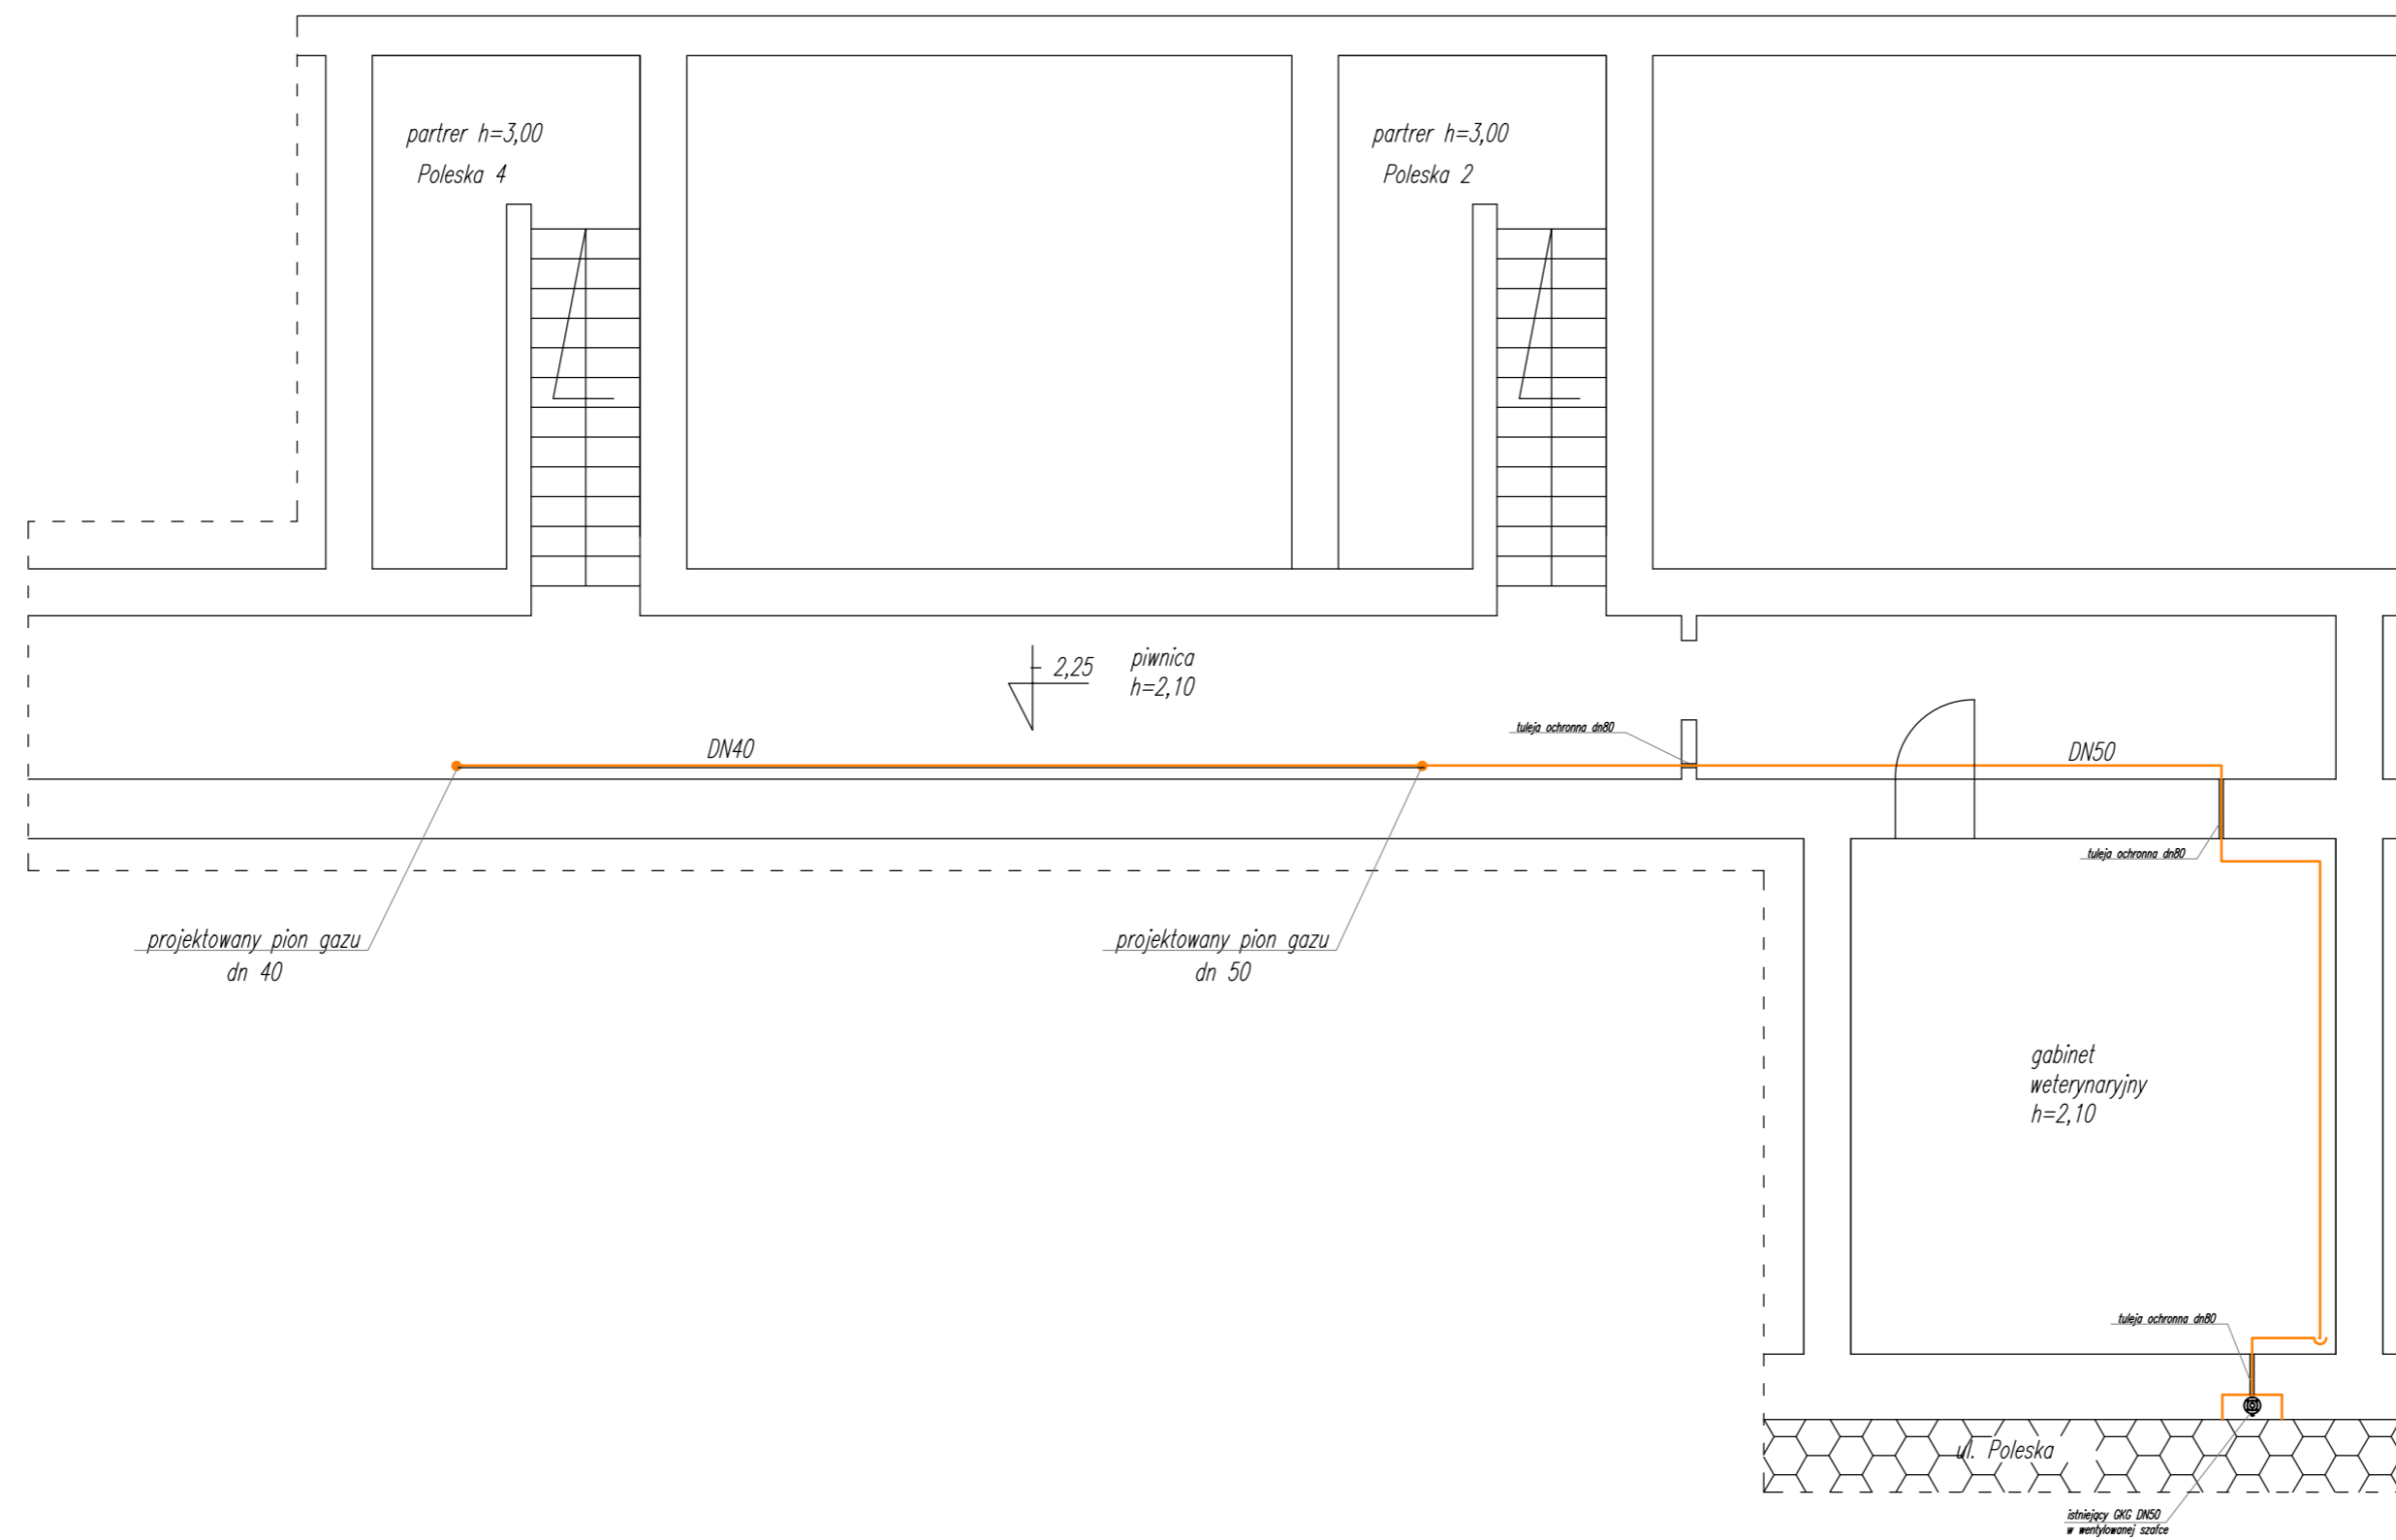 partrer h=3,00
Poleska 4
partrer h=3,00
Poleska 2
- 2,25
piwnica
h=2,10
tuleja ochronna dn80
DN40
DN50
tuleja ochronna dn80
projektowany pion gazu
dn 40
projektowany pion gazu
dn 50
gabinet
weterynaryjny
h=2,10
tuleja ochronna dn80
ul. Poleska
istniejący GKG DN50
w wentylowanej szafce